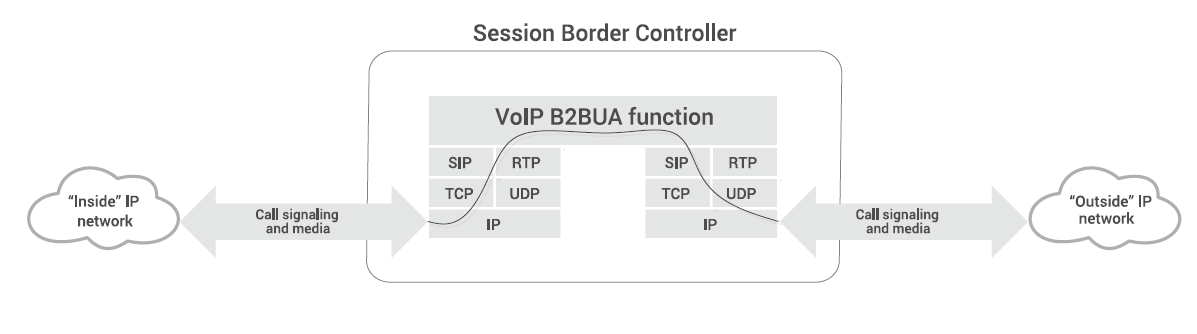 Session Border Controller
VoIP B2BUA function
SIP RTP
TCP UDP
IP
SIP RTP
TCP UDP
IP
“Inside” IP
network
Call signaling
and media
Call signaling
and media
“Outside” IP
network